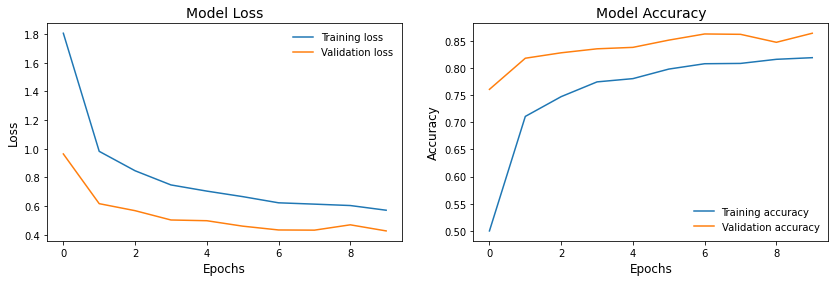 Model Loss
Training loss
Validation loss
1.8
1.6
1.4
1.2
1.0
0.8
0.6
0.4
Loss
0 2 4 6 8
Epochs
Model Accuracy
0.85
0.80
0.75
0.70
0.65
0.60
0.55
0.50
Accuracy
Training accuracy
Validation accuracy
0 2 4 6 8
Epochs